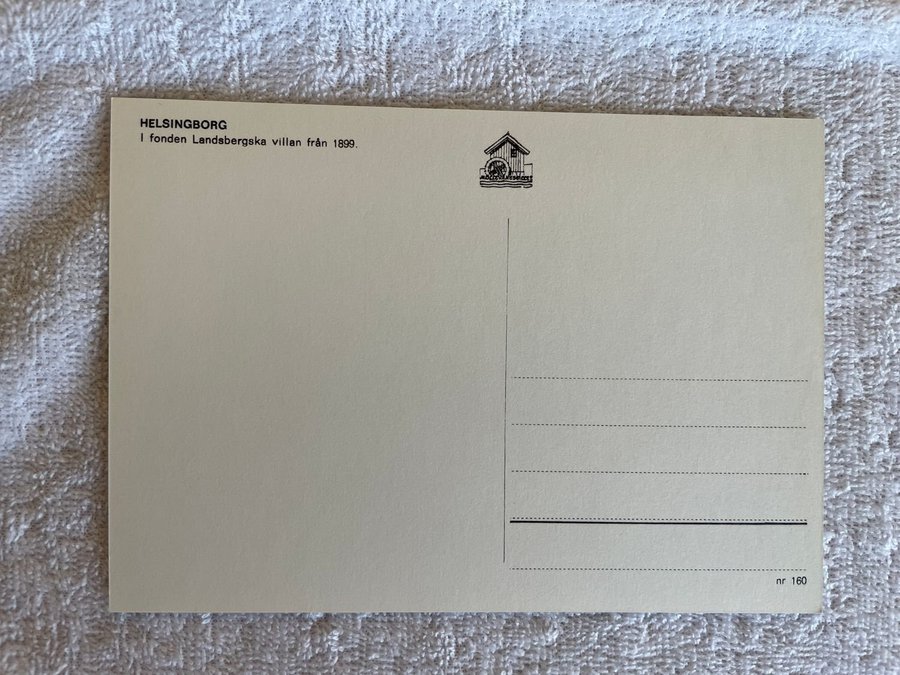 HELSINGBORG
I fonden Landsbergska villan från 1899.
nr 160